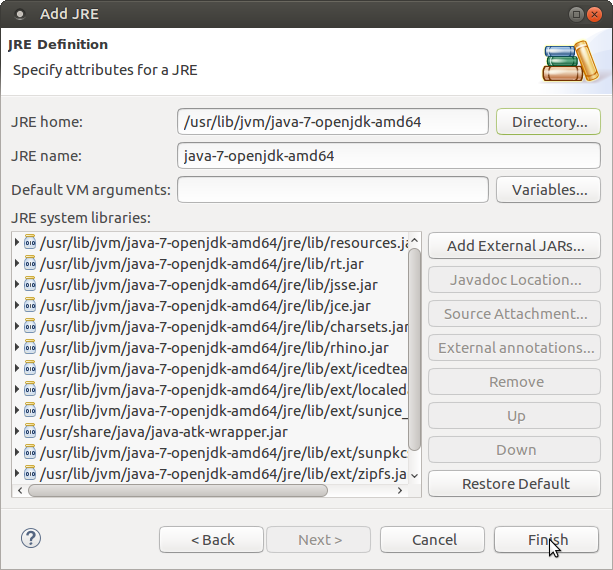 Add JRE
JRE Definition
Specify attributes for a JRE
JRE home: /usr/lib/jvm/java-7-openjdk-amd64 Directory...
JRE name: java-7-openjdk-amd64
Default VM arguments: Variables...
JRE system libraries:
/usr/lib/jvm/java-7-openjdk-amd64/jre/lib/resources.ja
/usr/lib/jvm/java-7-openjdk-amd64/jre/lib/rt.jar
/usr/lib/jvm/java-7-openjdk-amd64/jre/lib/jsse.jar
/usr/lib/jvm/java-7-openjdk-amd64/jre/lib/jce.jar
/usr/lib/jvm/java-7-openjdk-amd64/jre/lib/charsets.jar
/usr/lib/jvm/java-7-openjdk-amd64/jre/lib/rhino.jar
/usr/lib/jvm/java-7-openjdk-amd64/jre/lib/ext/icedtea
/usr/lib/jvm/java-7-openjdk-amd64/jre/lib/ext/localeda
/usr/lib/jvm/java-7-openjdk-amd64/jre/lib/ext/sunjce_
/usr/share/java/java-atk-wrapper.jar
/usr/lib/jvm/java-7-openjdk-amd64/jre/lib/ext/sunpkc
/usr/lib/jvm/java-7-openjdk-amd64/jre/lib/ext/zipfs.ja
Add External JARs...
Javadoc Location...
Source Attachment...
External annotations...
Remove
Up
Down
Restore Default
? < Back Next > Cancel Finish